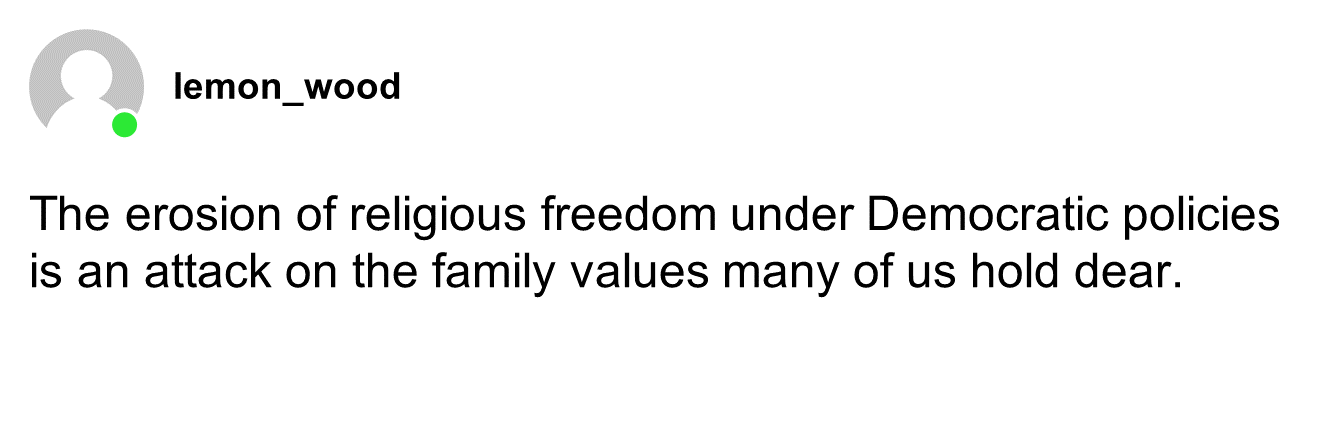 lemon_wood
The erosion of religious freedom under Democratic policies
is an attack on the family values many of us hold dear.